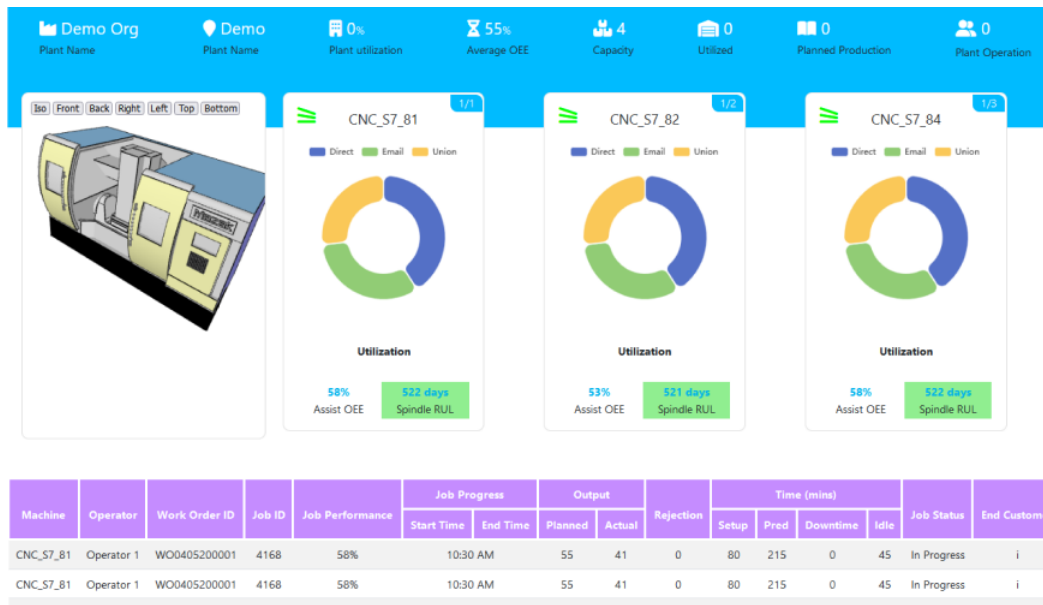 Demo Org
Demo
0%
55%
4
0
0
0
Plant Name
Plant Name
Plant utilization
Average OEE
Capacity
Utilized
Planned Production
Plant Operation
Iso Front Back Right Left Top Bottom
Mazak
1/1
CNC_S7_81
Direct Email Union
Utilization
58%
Assist OEE
522 days
Spindle RUL
1/2
CNC_S7_82
Direct Email Union
Utilization
53%
Assist OEE
521 days
Spindle RUL
1/3
CNC_S7_84
Direct Email Union
Utilization
58%
Assist OEE
522 days
Spindle RUL
Machine Operator Work Order ID Job ID Job Performance Job Progress Output Rejection Time (mins) Job Status End Custom
Start Time End Time Planned Actual Setup Pred Downtime Idle
CNC_S7_81 Operator 1 WO0405200001 4168 58% 10:30 AM 55 41 0 80 215 0 45 In Progress i
CNC_S7_81 Operator 1 WO0405200001 4168 58% 10:30 AM 55 41 0 80 215 0 45 In Progress i